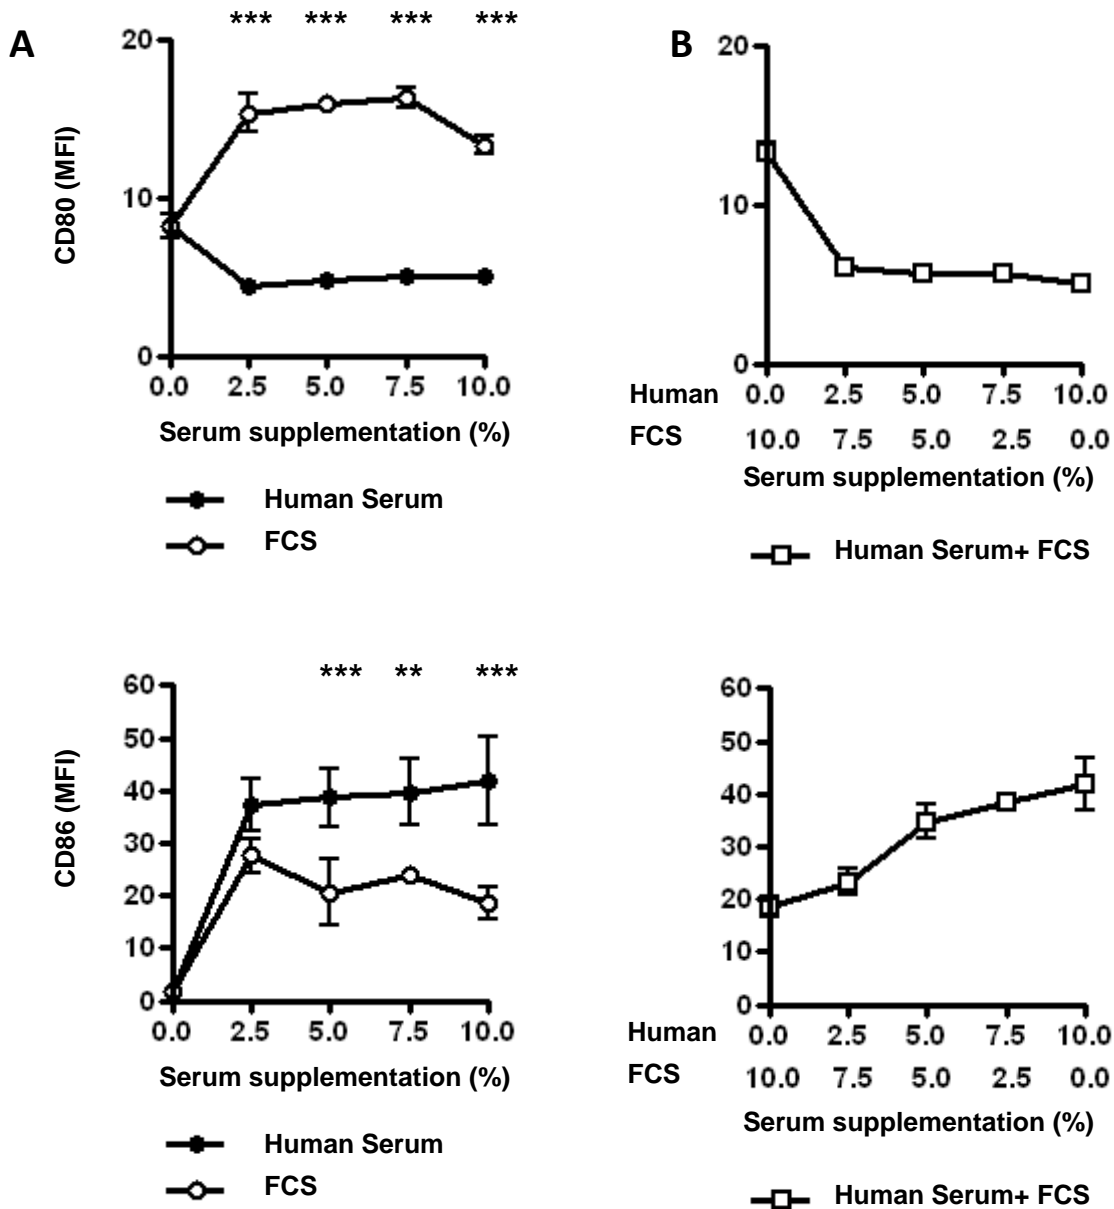 A
*** *** *** ***
20
10
0
CD80 (MFI)
0.0 2.5 5.0 7.5 10.0
Serum supplementation (%)
Human Serum
FCS
B
20
10
0
Human 0.0 2.5 5.0 7.5 10.0
FCS 10.0 7.5 5.0 2.5 0.0
Serum supplementation (%)
Human Serum+ FCS
*** ** ***
60
50
40
30
20
10
0
CD86 (MFI)
0.0 2.5 5.0 7.5 10.0
Serum supplementation (%)
Human Serum
FCS
60
50
40
30
20
10
0
Human 0.0 2.5 5.0 7.5 10.0
FCS 10.0 7.5 5.0 2.5 0.0
Serum supplementation (%)
Human Serum+ FCS